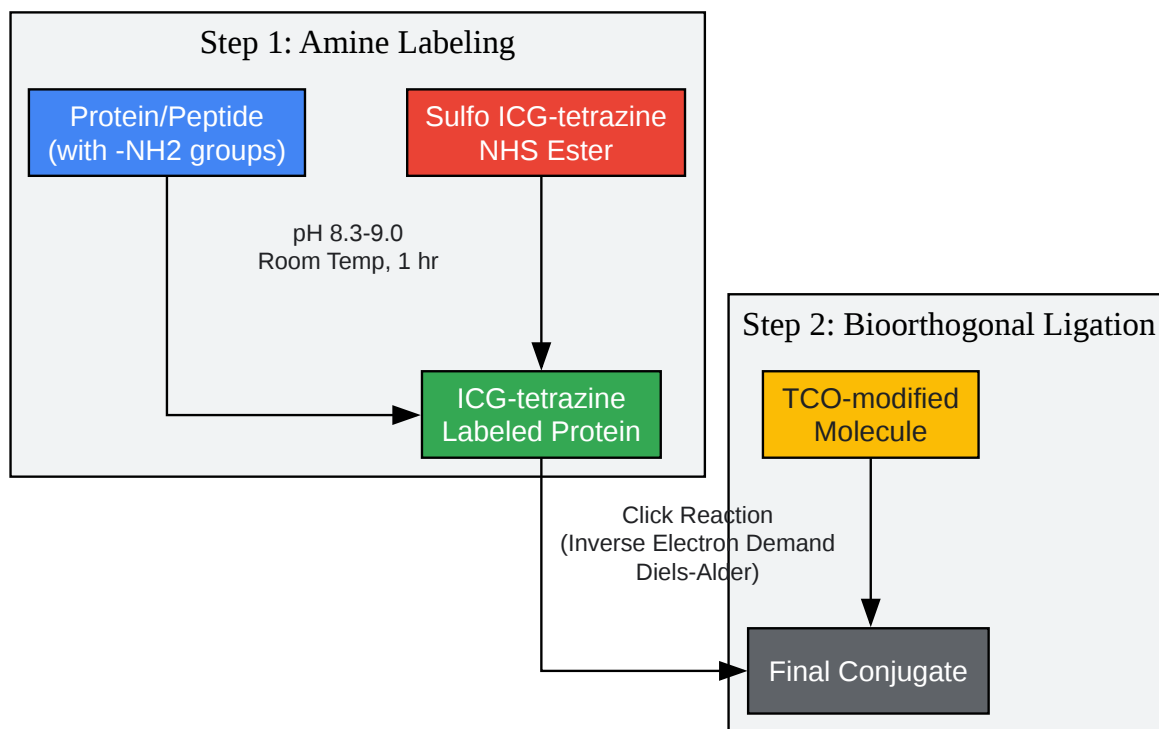 Step 1: Amine Labeling
Protein/Peptide
(with -NH2 groups)
Sulfo ICG-tetrazine
NHS Ester
pH 8.3-9.0
Room Temp, 1 hr
ICG-tetrazine
Labeled Protein
Step 2: Bioorthogonal Ligation
TCO-modified
Molecule
Click Reaction
(Inverse Electron Demand
Diels-Alder)
Final Conjugate